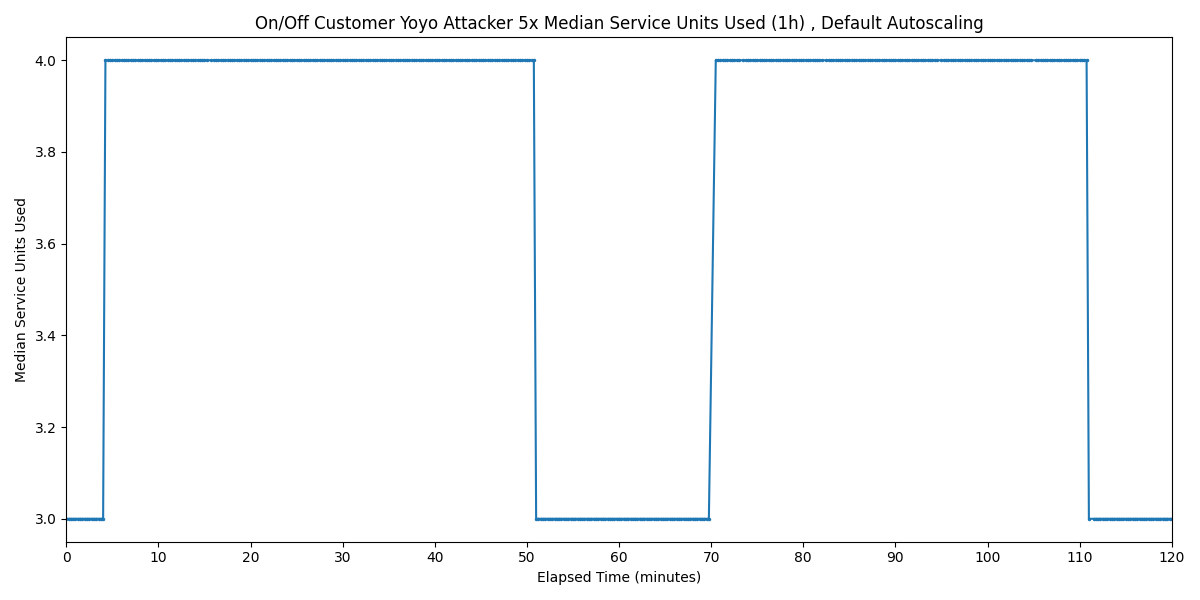 On/Off Customer Yoyo Attacker 5x Median Service Units Used (1h) , Default Autoscaling
Median Service Units Used
4.0
3.8
3.6
3.4
3.2
3.0
0 10 20 30 40 50 60 70 80 90 100 110 120
Elapsed Time (minutes)